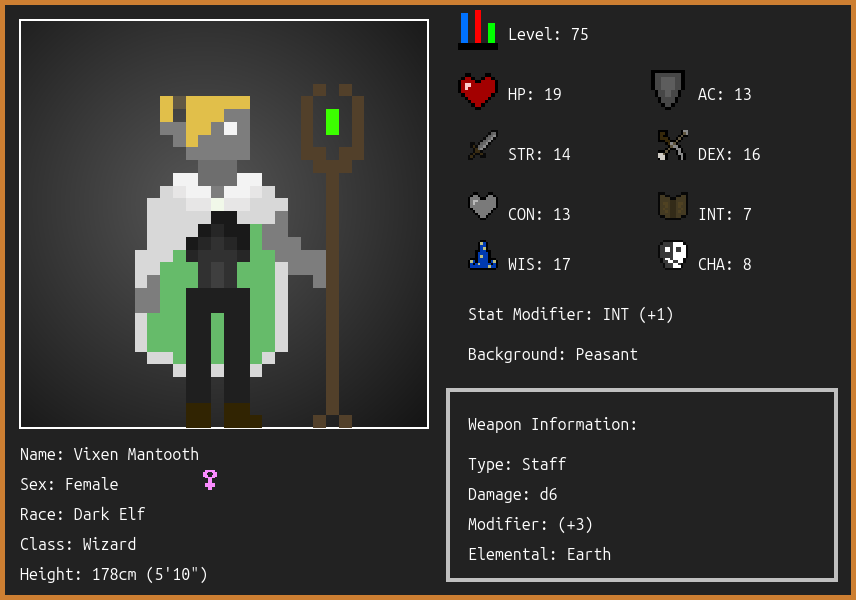 Level: 75
HP: 19
AC: 13
STR: 14
DEX: 16
CON: 13
INT: 7
WIS: 17
CHA: 8
Stat Modifier: INT (+1)
Background: Peasant
Weapon Information:
Type: Staff
Damage: d6
Modifier: (+3)
Elemental: Earth
Name: Vixen Mantooth
Sex: Female
Race: Dark Elf
Class: Wizard
Height: 178cm (5'10")